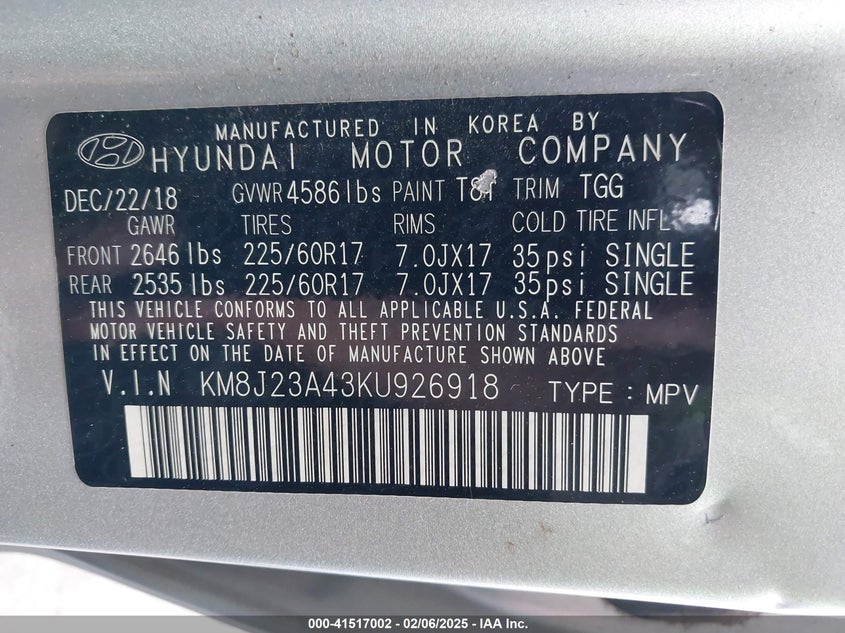 MANUFACTURED IN KOREA BY
HYUNDAI MOTOR COMPANY
DEC/22/18 GVWR 4586lbs PAINT TRIM TGG
GAWR TIRES RIMS COLD TIRE INFL.
FRONT 2646 lbs 225/60R17 7.0JX17 35psi SINGLE
REAR 2535 lbs 225/60R17 7.0JX17 35psi SINGLE
THIS VEHICLE CONFORMS TO ALL APPLICABLE U.S.A. FEDERAL
MOTOR VEHICLE SAFETY AND THEFT PREVENTION STANDARDS
IN EFFECT ON THE DATE OF MANUFACTURE SHOWN ABOVE
V.I.N KM8J23A43KU926918 TYPE : MPV
000-41517002 - 02/06/2025 - IAA Inc.